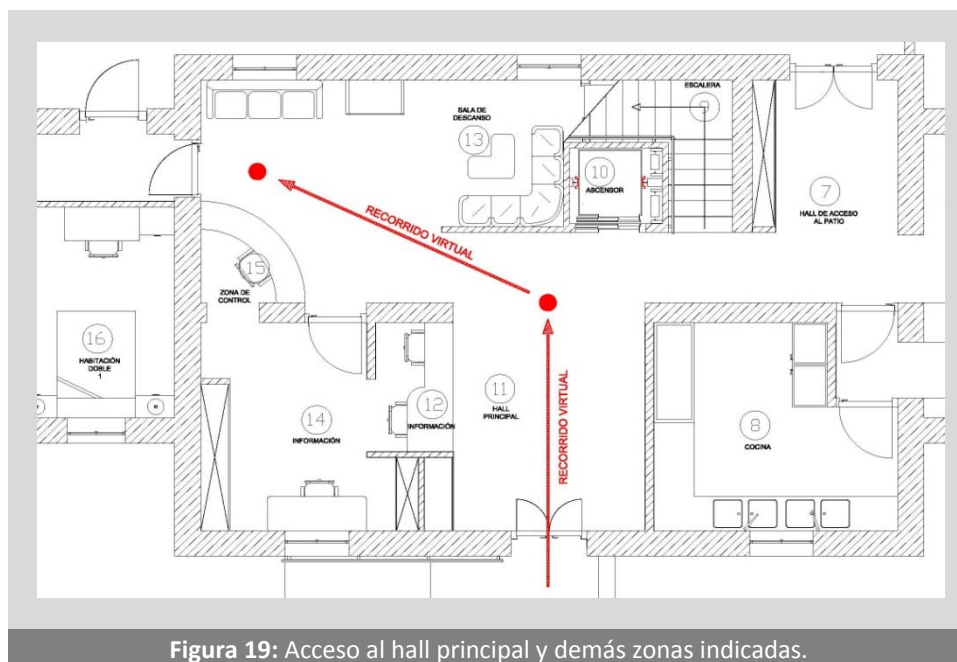 ESCALERA
9
SALA DE
DESCANSO
13
10
ASCENSOR
7
HALL DE ACCESO
AL PATIO
RECORRIDO VIRTUAL
15
ZONA DE
CONTROL
16
HABITACIÓN
DOBLE
1
14
INFORMACIÓN
12
INFORMACIÓN
11
HALL
PRINCIPAL
RECORRIDO VIRTUAL
8
COCINA
Figura 19: Acceso al hall principal y demás zonas indicadas.